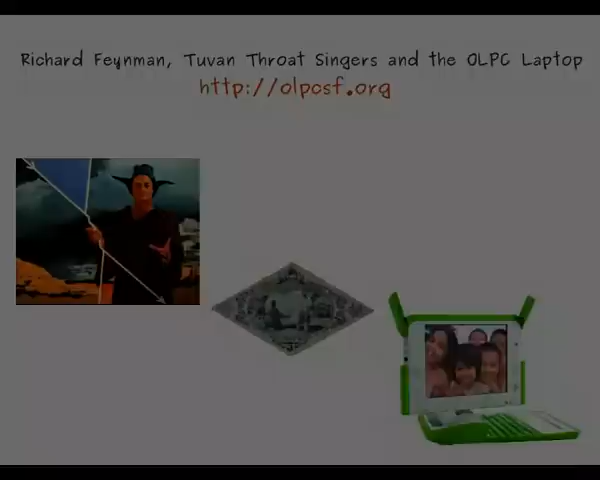 Richard Feynman, Tuvan Throat Singers and the OLPC Laptop
http://olpcsf.org